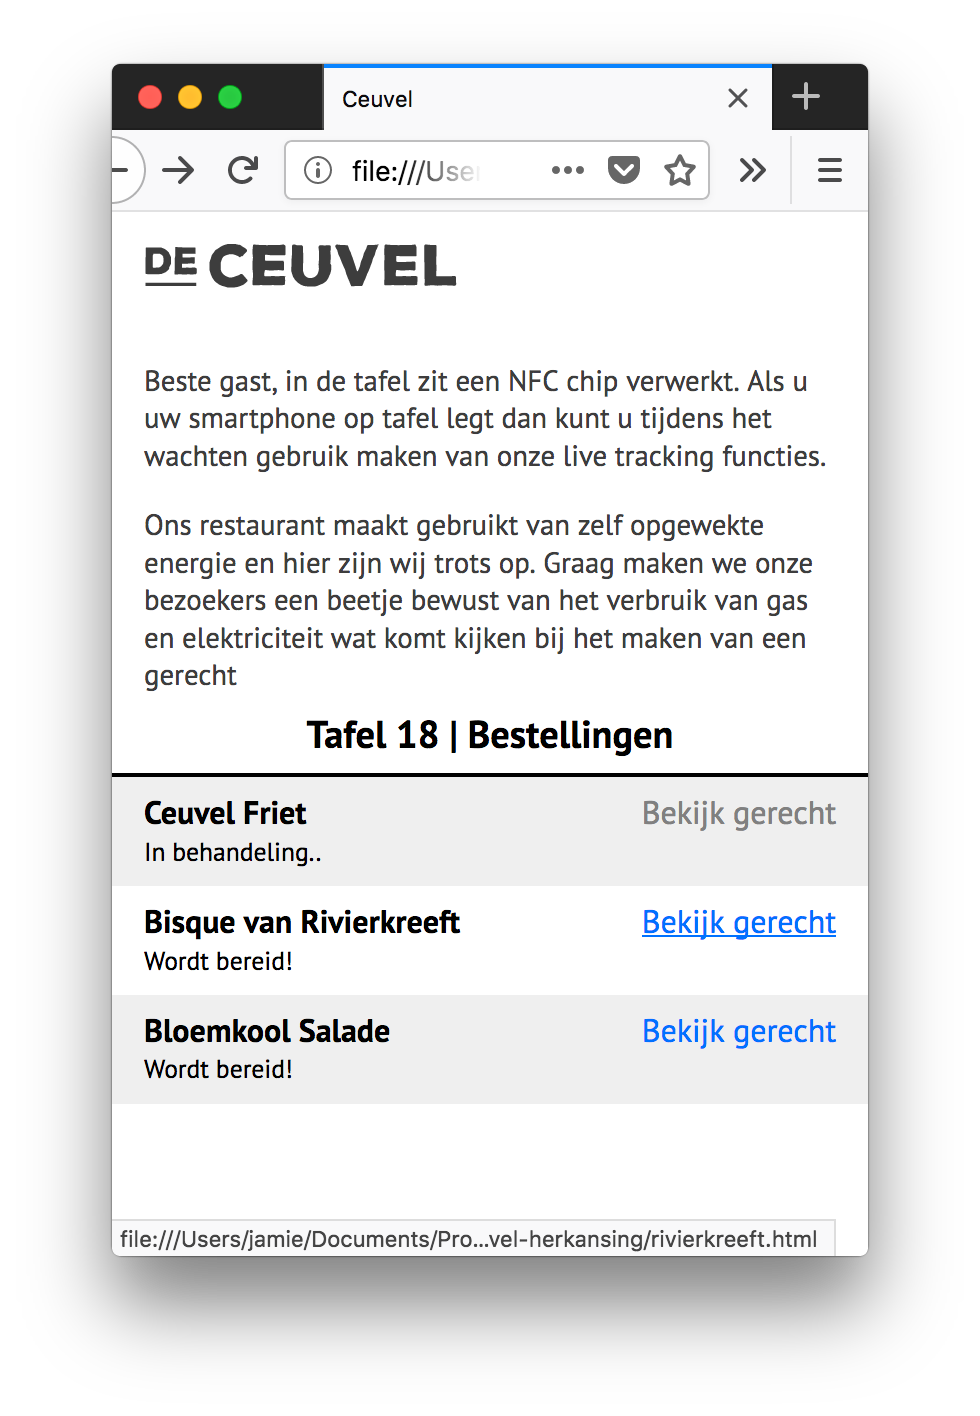 Ceuvel
file:///Use
DE CEUVEL
Beste gast, in de tafel zit een NFC chip verwerkt. Als u
uw smartphone op tafel legt dan kunt u tijdens het
wachten gebruik maken van onze live tracking functies.
Ons restaurant maakt gebruikt van zelf opgewekte
energie en hier zijn wij trots op. Graag maken we onze
bezoekers een beetje bewust van het verbruik van gas
en elektriciteit wat komt kijken bij het maken van een
gerecht
Tafel 18 | Bestellingen
Ceuvel Friet Bekijk gerecht
In behandeling..
Bisque van Rivierkreeft Bekijk gerecht
Wordt bereid!
Bloemkool Salade Bekijk gerecht
Wordt bereid!
file:///Users/jamie/Documents/Pro...vel-herkansing/rivierkreeft.html